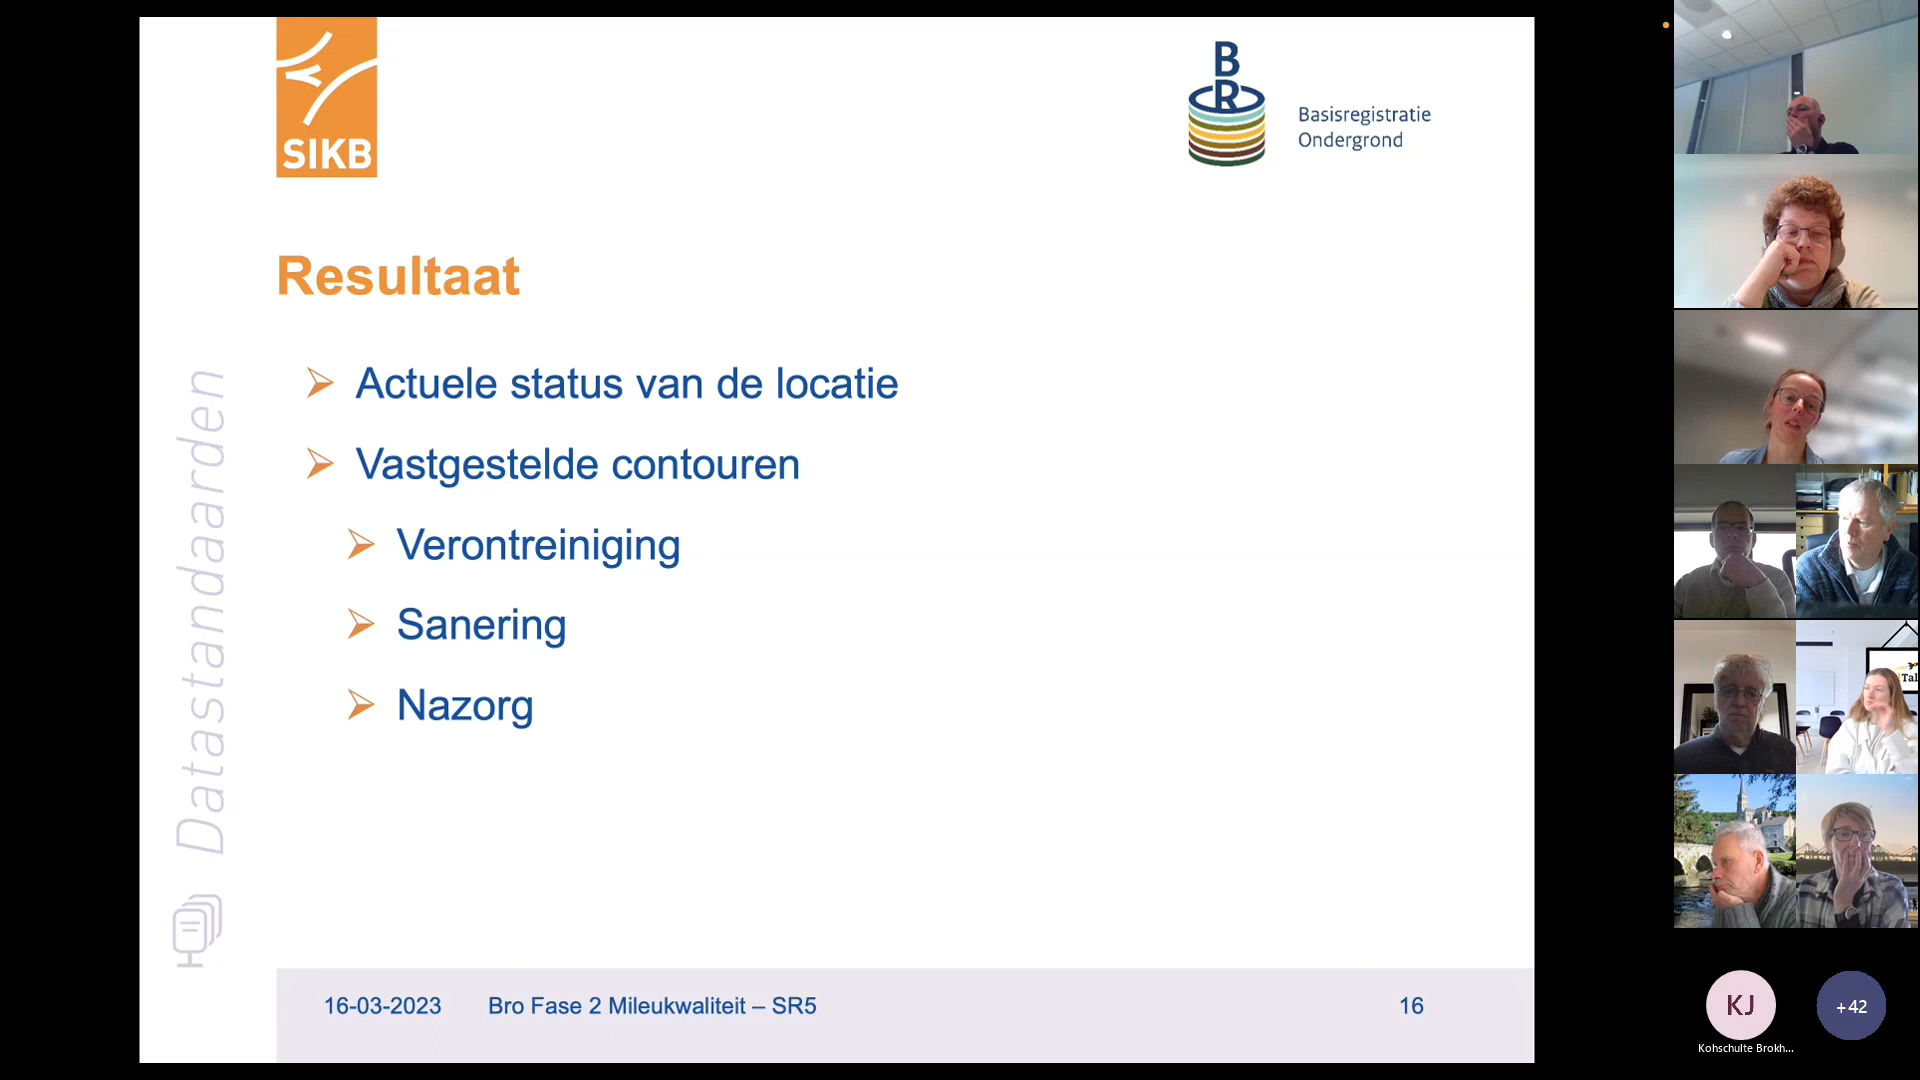 SIKB
B
R
Basisregistratie
Ondergrond
Resultaat
Actuele status van de locatie
Vastgestelde contouren
Verontreiniging
Sanering
Nazorg
Datastandaarden
16-03-2023
Bro Fase 2 Mileukwaliteit – SR5
16
Tal
KJ
+42
Kohschulte Brokh...